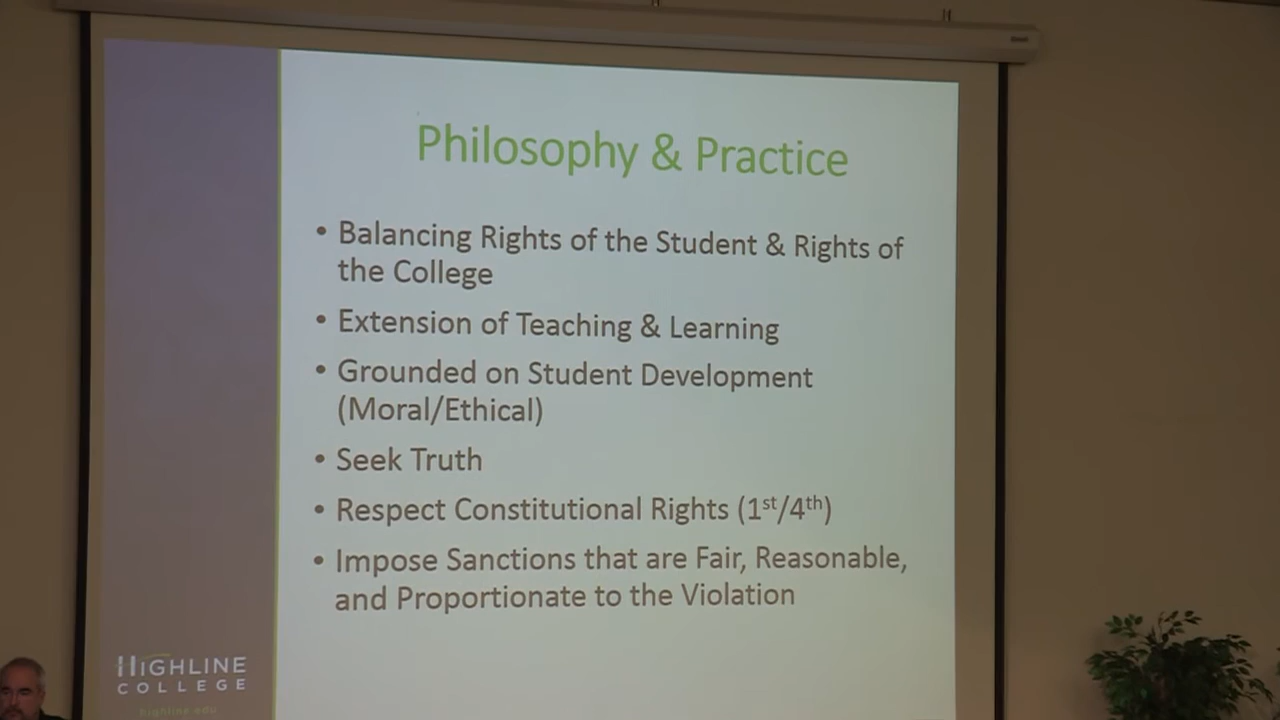 Philosophy & Practice
• Balancing Rights of the Student & Rights of
the College
• Extension of Teaching & Learning
• Grounded on Student Development
(Moral/Ethical)
• Seek Truth
• Respect Constitutional Rights (1st/4th)
• Impose Sanctions that are Fair, Reasonable,
and Proportionate to the Violation
HIGHLINE
COLLEGE
highline.edu